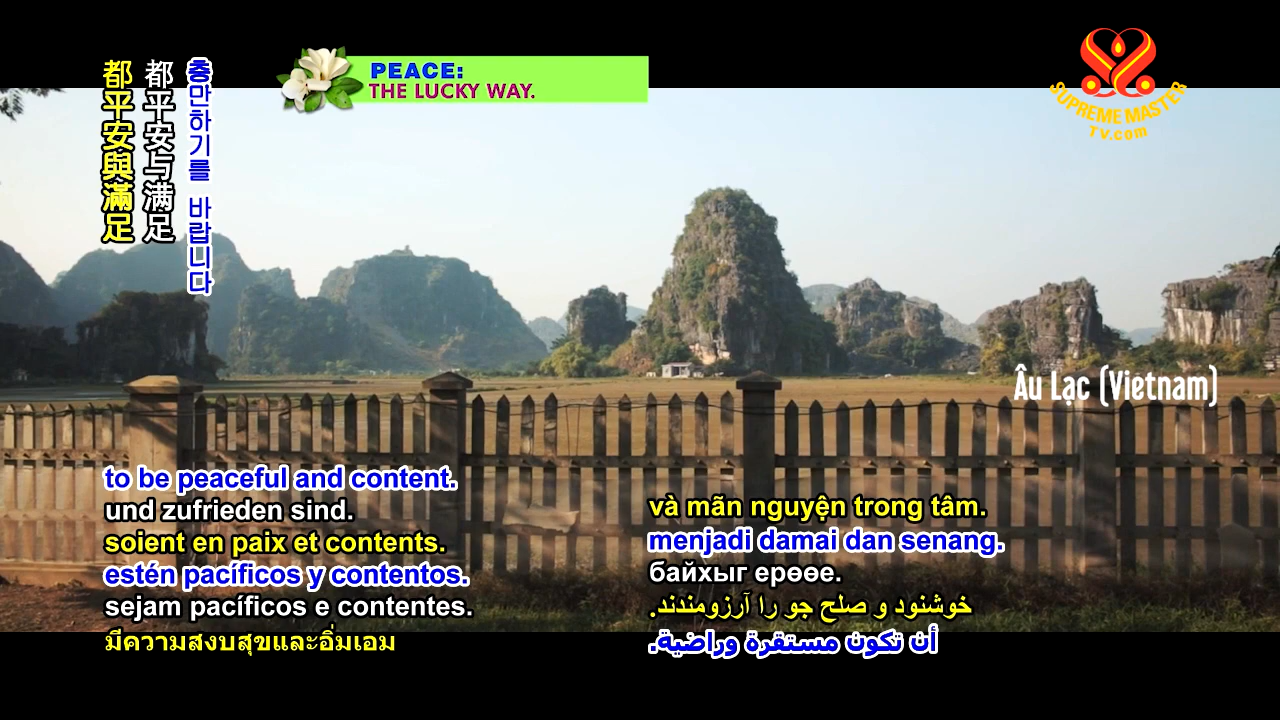 都平安與滿足
都平安与满足
충만하기를 바랍니다
PEACE:
THE LUCKY WAY.
SUPREME MASTER
TV.com
Âu Lạc (Vietnam)
to be peaceful and content.
und zufrieden sind.
soient en paix et contents.
estén pacíficos y contentos.
sejam pacíficos e contentes.
มีความสงบสุขและอิ่มเอม
và mãn nguyện trong tâm.
menjadi damai dan senang.
байхыг ерөөе.
خوشنود و صلح جو را آرزومندند.
أن تكون مستقرة وراضية.